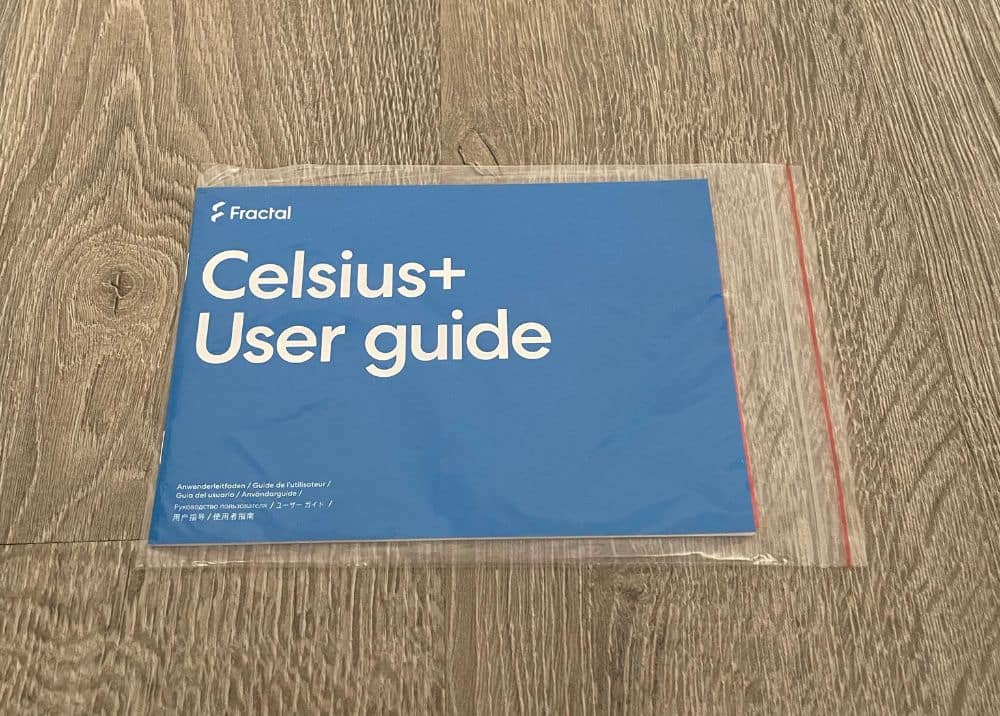 Fractal
Celsius+
User guide
Anwenderleitfaden / Guide de l'utilisateur /
Guia del usuario / Användarguide /
Руководство пользователя / ユーザー ガイド /
用户指导 / 使用者指南